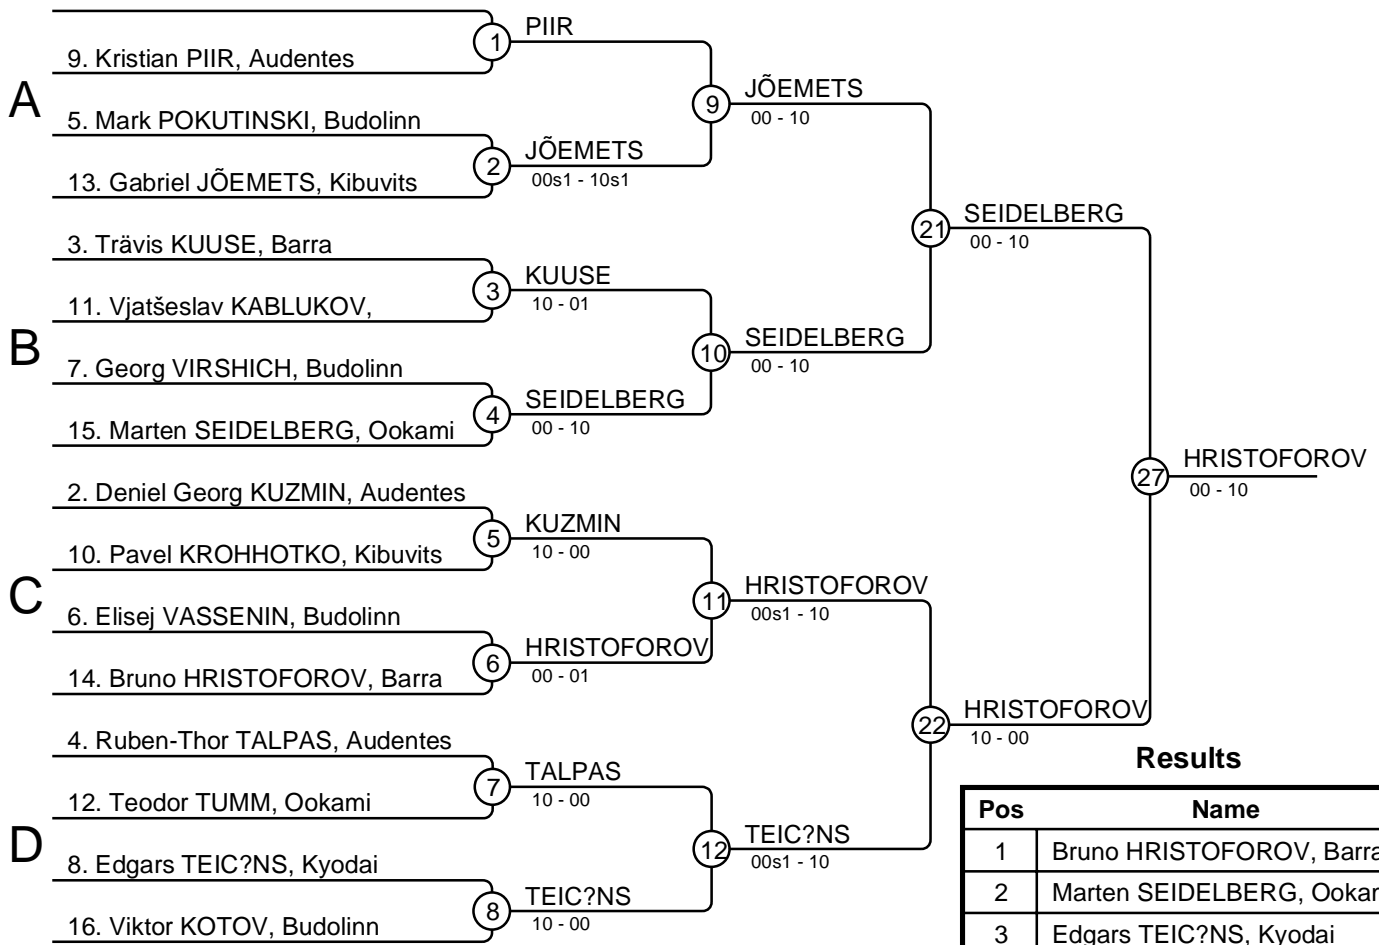 PIIR
1
9. Kristian PIIR, Audentes
A
JÕEMETS
9
00 - 10
5. Mark POKUTINSKI, Budolinn
JÕEMETS
2
00s1 - 10s1
13. Gabriel JÕEMETS, Kibuvits
SEIDELBERG
21
00 - 10
3. Trävis KUUSE, Barra
KUUSE
3
10 - 01
11. Vjatšeslav KABLUKOV,
B
SEIDELBERG
10
00 - 10
7. Georg VIRSHICH, Budolinn
SEIDELBERG
4
00 - 10
15. Marten SEIDELBERG, Ookami
HRISTOFOROV
27
00 - 10
2. Deniel Georg KUZMIN, Audentes
KUZMIN
5
10 - 00
10. Pavel KROHHOTKO, Kibuvits
C
HRISTOFOROV
11
00s1 - 10
6. Elisej VASSENIN, Budolinn
HRISTOFOROV
6
00 - 01
14. Bruno HRISTOFOROV, Barra
HRISTOFOROV
22
10 - 00
4. Ruben-Thor TALPAS, Audentes
TALPAS
7
10 - 00
12. Teodor TUMM, Ookami
D
TEIC?NS
12
00s1 - 10
8. Edgars TEIC?NS, Kyodai
TEIC?NS
8
10 - 00
16. Viktor KOTOV, Budolinn
Results
Pos Name
1 Bruno HRISTOFOROV, Barra
2 Marten SEIDELBERG,
3 Edgars TEIC?NS, Kyodai